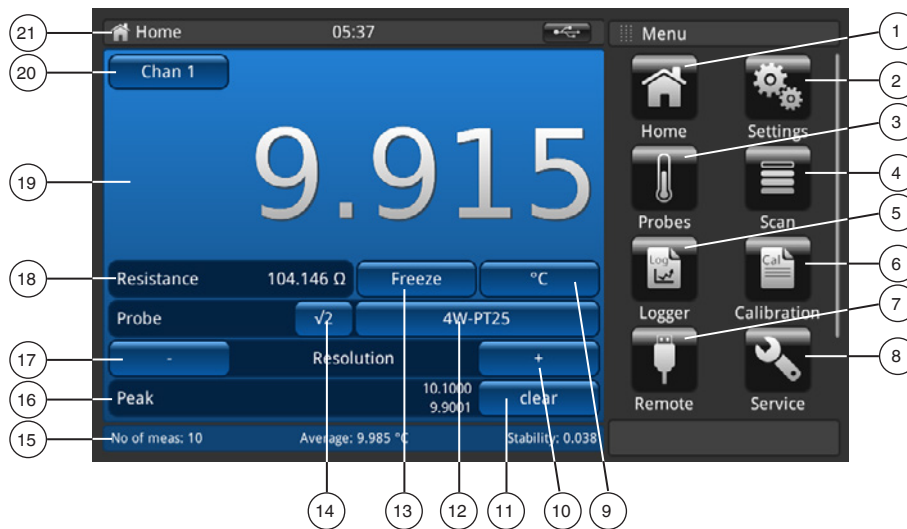 21 Home 05:37 Menu 1
20 Chan 1 2
9.915
Home Settings 3
19 4
Probes Scan 5
18 Resistance 104.146 Ω Freeze °C Log Cal 6
Probe √2 4W-PT25 Logger Calibration 7
17 - Resolution + 8
16 Peak 10.1000 9.9001 clear Remote Service
15 No of meas: 10 Average: 9.985 °C Stability: 0.038
14 13 12 11 10 9